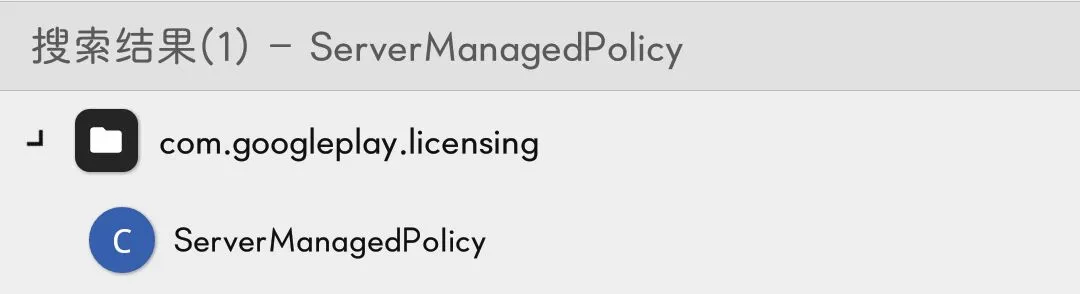 搜索结果(1) - ServerManagedPolicy
com.googleplay.licensing
C
ServerManagedPolicy